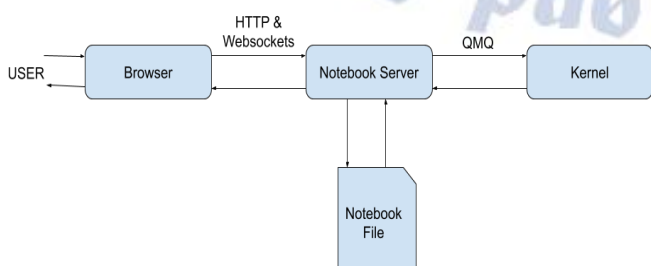 HTTP &
Websockets
QMQ
USER
Browser
Notebook Server
Kernel
Notebook
File